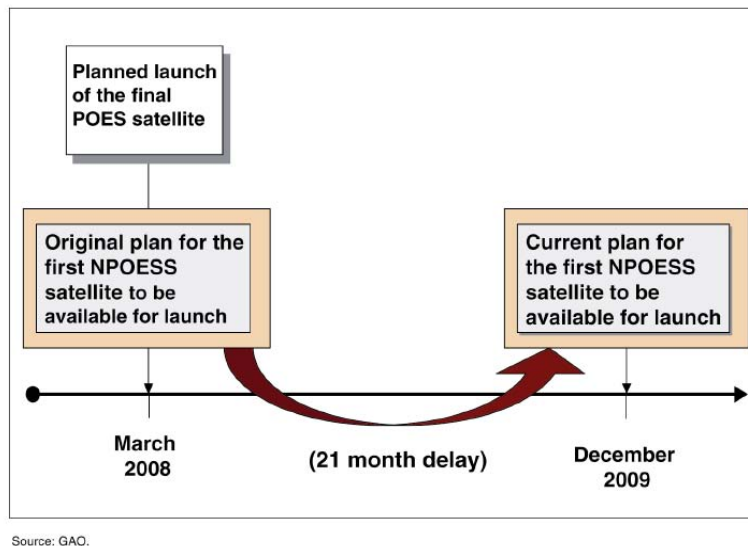 Planned launch
of the final
POES satellite
Original plan for the
first NPOESS
satellite to be
available for launch
Current plan for
the first NPOESS
satellite to be
available for launch
March
2008
(21 month delay)
December
2009
Source: GAO.